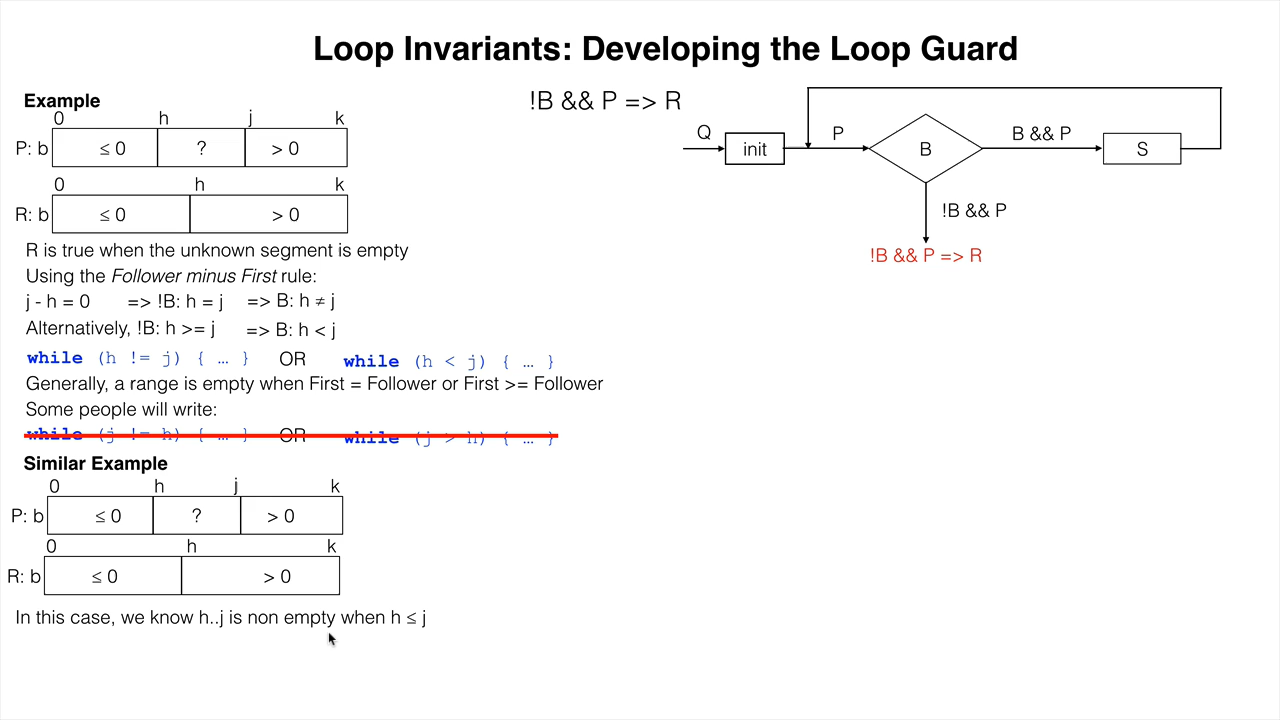 Loop Invariants: Developing the Loop Guard
Example
0 h j k
P: b ≤ 0 ? > 0
0 h k
R: b ≤ 0 > 0
R is true when the unknown segment is empty
Using the Follower minus First rule:
j - h = 0 => !B: h = j => B: h ≠ j
Alternatively, !B: h >= j => B: h < j
while (h != j) { … } OR while (h < j) { … }
Generally, a range is empty when First = Follower or First >= Follower
Some people will write:
while (j != h) { … } OR while (j > h) { … }
Similar Example
0 h j k
P: b ≤ 0 ? > 0
0 h k
R: b ≤ 0 > 0
In this case, we know h..j is non empty when h ≤ j
!B && P => R
Q
init
P
B
B && P
S
!B && P
!B && P => R